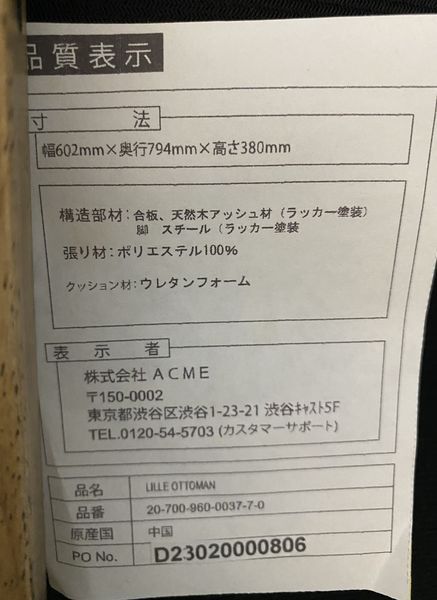 品質表示
寸 法
幅602mm×奥行794mm×高さ380mm
構造部材:合板、天然木アッシュ材（ラッカー塗装）
脚 スチール（ラッカー塗装
張り材:ポリエステル100%
クッション材:ウレタンフォーム
表 示 者
株式会社 ACME
〒150-0002
東京都渋谷区渋谷1-23-21 渋谷ｷｬｽﾄ5F
TEL.0120-54-5703 (カスタマーサポート)
品名 LILLE OTTOMAN
品番 20-700-960-0037-7-0
原産国 中国
PO No. D23020000806